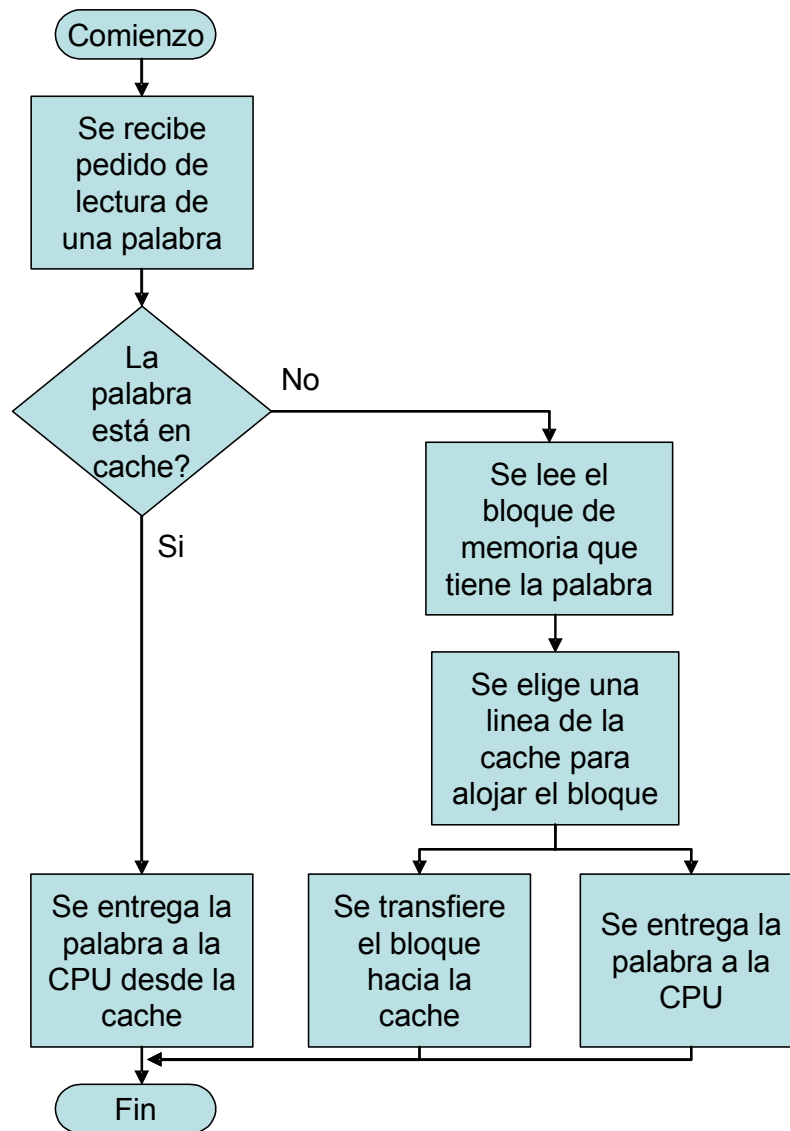 Comienzo
Se recibe
pedido de
lectura de
una palabra
La
palabra
está en
cache?
No
Si
Se lee el
bloque de
memoria que
tiene la palabra
Se elige una
linea de la
cache para
alojar el bloque
Se entrega la
palabra a la
CPU desde la
cache
Se transfiere
el bloque
hacia la
cache
Se entrega la
palabra a la
CPU
Fin